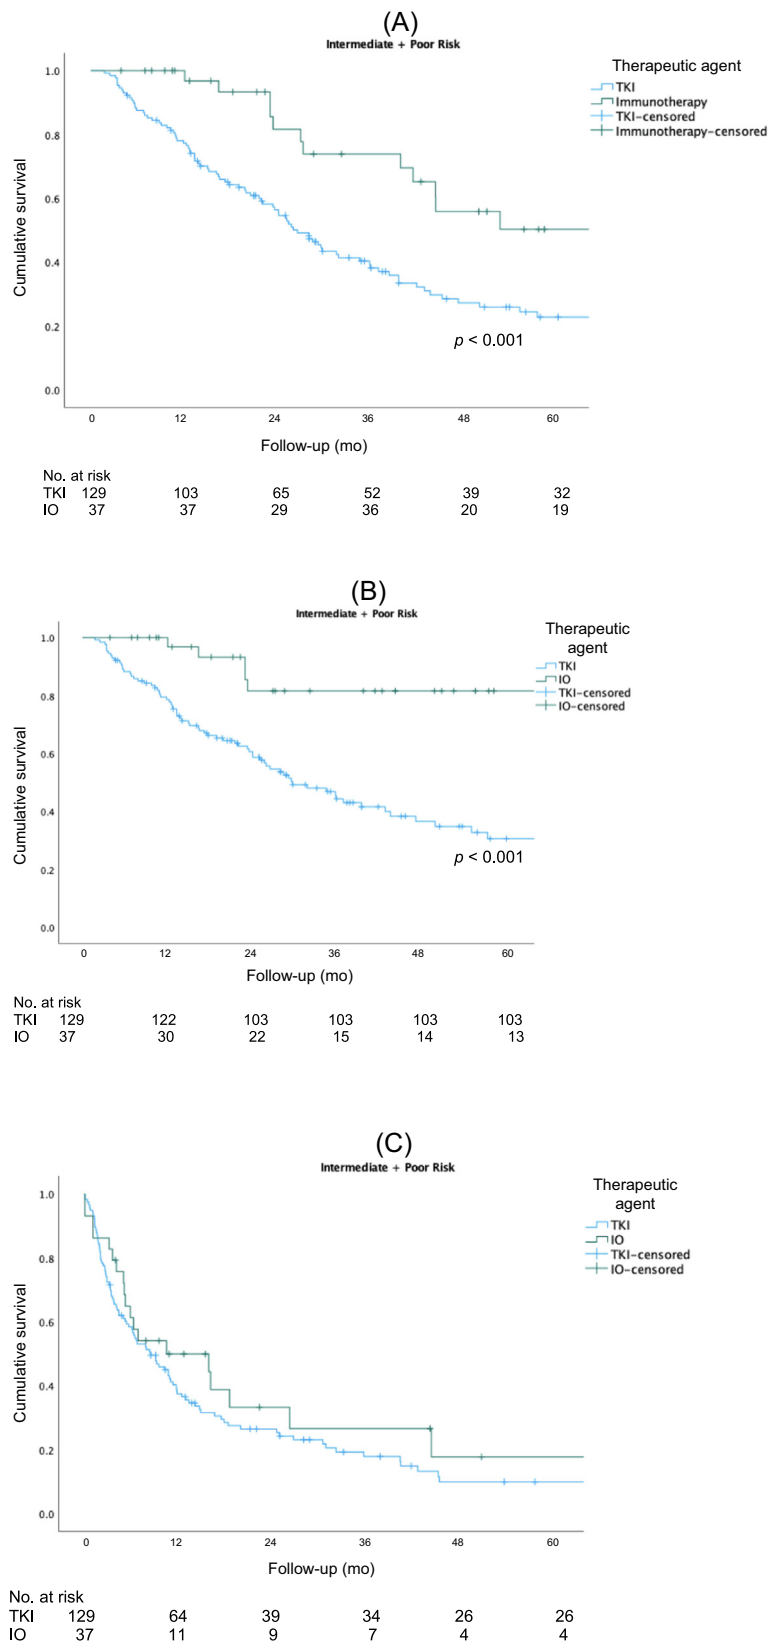 (A)
Intermediate + Poor Risk
Therapeutic agent
TKI
Immunotherapy
TKI-censored
Immunotherapy-censored
Cumulative survival
1.0
0.8
0.6
0.4
0.2
0.0
p < 0.001
0 12 24 36 48 60
Follow-up (mo)
No. at risk
TKI 129 103 65 52 39 32
IO 37 37 29 36 20 19
(B)
Intermediate + Poor Risk
Therapeutic
agent
TKI
IO
TKI-censored
IO-censored
Cumulative survival
1.0
0.8
0.6
0.4
0.2
0.0
p < 0.001
0 12 24 36 48 60
Follow-up (mo)
No. at risk
TKI 129 122 103 103 103 103
IO 37 30 22 15 14 13
(C)
Intermediate + Poor Risk
Therapeutic
agent
TKI
IO
TKI-censored
IO-censored
Cumulative survival
1.0
0.8
0.6
0.4
0.2
0.0
0 12 24 36 48 60
Follow-up (mo)
No. at risk
TKI 129 64 39 34 26 26
IO 37 11 9 7 4 4